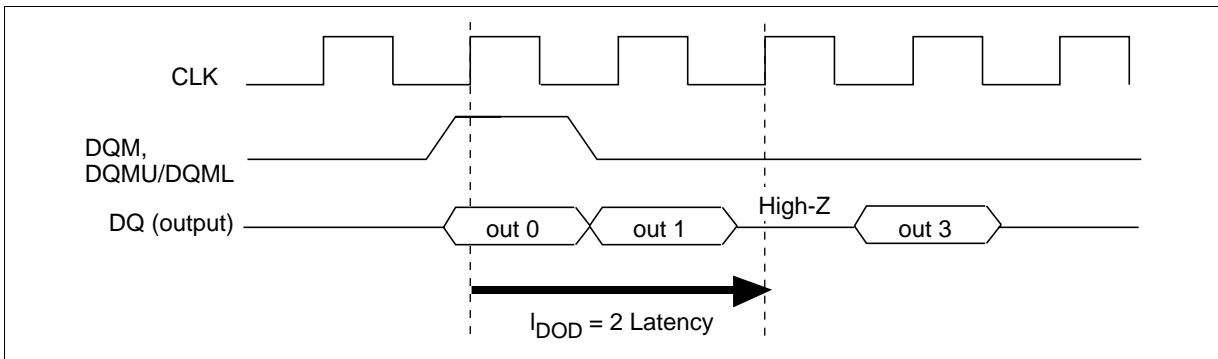 CLK
DQM,
DQMU/DQML
DQ (output)
out 0
out 1
High-Z
out 3
lDOD = 2 Latency